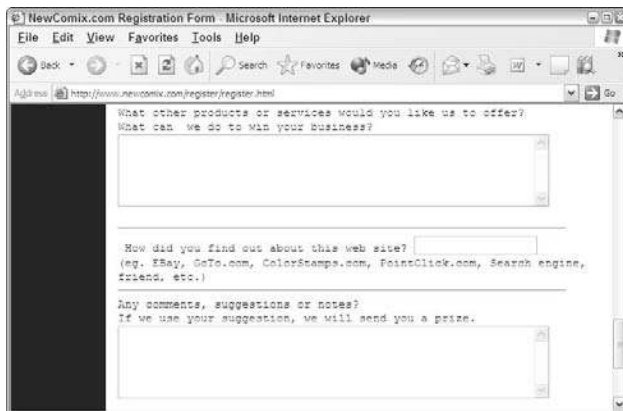 NewComix.com Registration Form - Microsoft Internet Explorer
File Edit View Favorites Tools Help
Back Search Favorites Media
Address http://www.newcomix.com/register/register.html Go
What other products or services would you like us to offer?
What can we do to win your business?
How did you find out about this web site?
(eg. EBay, GoTo.com, ColorStamps.com, PointClick.com, Search engine,
friend, etc.)
Any comments, suggestions or notes?
If we use your suggestion, we will send you a prize.